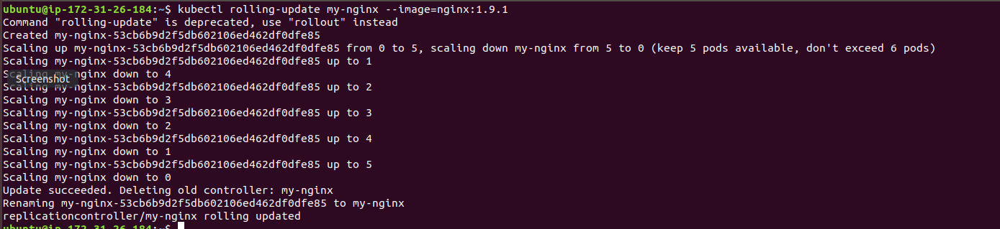 ubuntu@ip-172-31-26-184:~$ kubectl rolling-update my-nginx --image=nginx:1.9.1
Command "rolling-update" is deprecated, use "rollout" instead
Created my-nginx-53cb6b9d2f5db602106ed462df0dfe85
Scaling up my-nginx-53cb6b9d2f5db602106ed462df0dfe85 from 0 to 5, scaling down my-nginx from 5 to 0 (keep 5 pods available, don't exceed 6 pods)
Scaling my-nginx-53cb6b9d2f5db602106ed462df0dfe85 up to 1
Scaling my-nginx down to 4
Screenshot
Scaling my-nginx-53cb6b9d2f5db602106ed462df0dfe85 up to 2
Scaling my-nginx down to 3
Scaling my-nginx-53cb6b9d2f5db602106ed462df0dfe85 up to 3
Scaling my-nginx down to 2
Scaling my-nginx-53cb6b9d2f5db602106ed462df0dfe85 up to 4
Scaling my-nginx down to 1
Scaling my-nginx-53cb6b9d2f5db602106ed462df0dfe85 up to 5
Scaling my-nginx down to 0
Update succeeded. Deleting old controller: my-nginx
Renaming my-nginx-53cb6b9d2f5db602106ed462df0dfe85 to my-nginx
replicationcontroller/my-nginx rolling updated
ubuntu@ip-172-31-26-184:~$